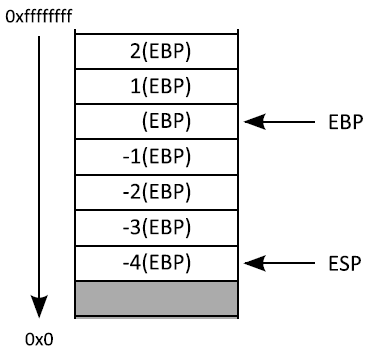 0xffffffff
2(EBP)
1(EBP)
(EBP)
EBP
-1(EBP)
-2(EBP)
-3(EBP)
-4(EBP)
ESP
0x0